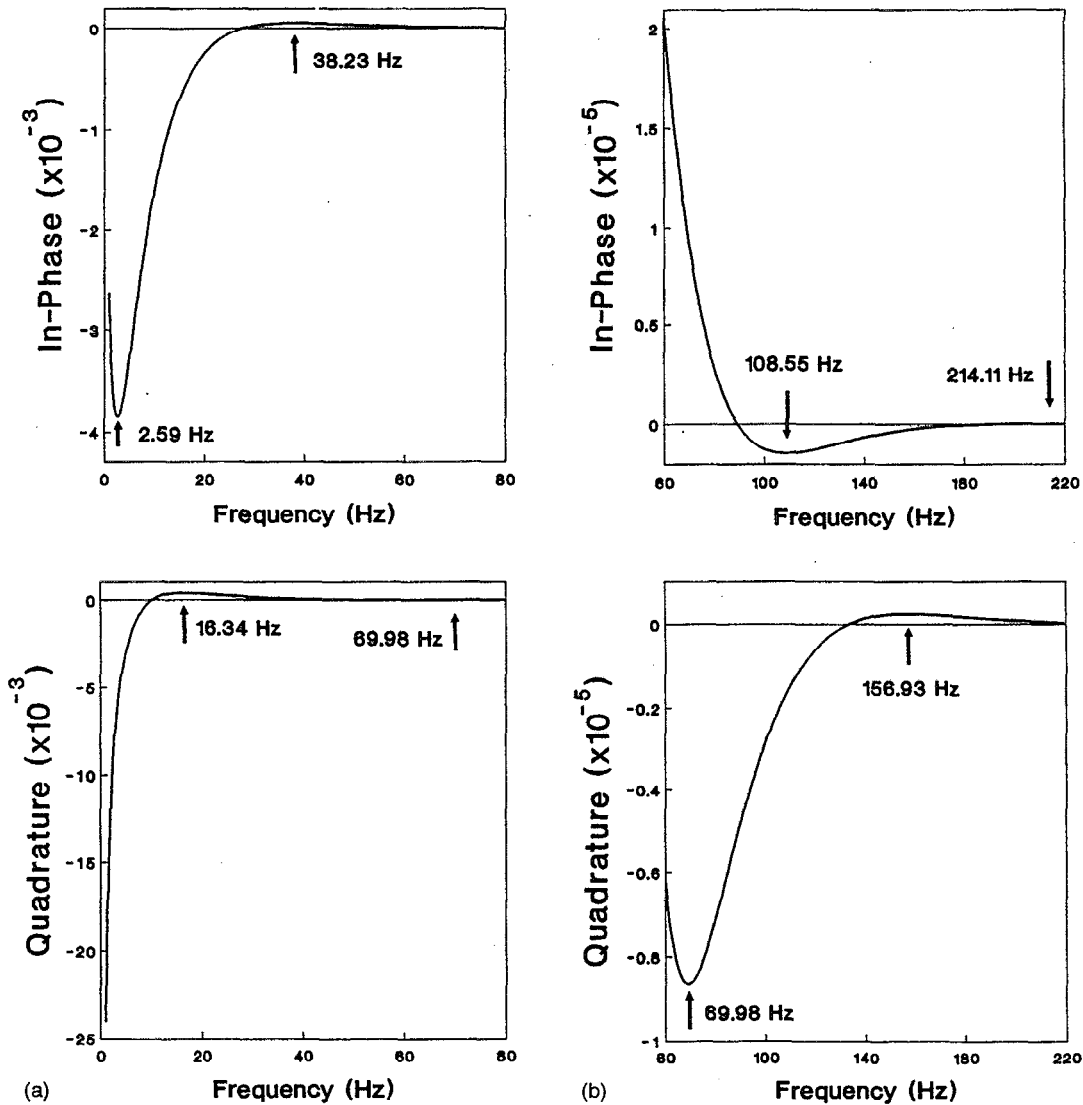 In-Phase (x10⁻³)
0
-1
-2
-3
-4
38.23 Hz
2.59 Hz
0 20 40 60 80
Frequency (Hz)
In-Phase (x10⁻⁵)
2
1.5
1
0.5
0
108.55 Hz
214.11 Hz
60 100 140 180 220
Frequency (Hz)
Quadrature (x10⁻³)
0
-5
-10
-15
-20
-25
16.34 Hz
69.98 Hz
0 20 40 60 80
(a) Frequency (Hz)
Quadrature (x10⁻⁵)
0
-0.2
-0.4
-0.6
-0.8
-1
156.93 Hz
69.98 Hz
60 100 140 180 220
(b) Frequency (Hz)